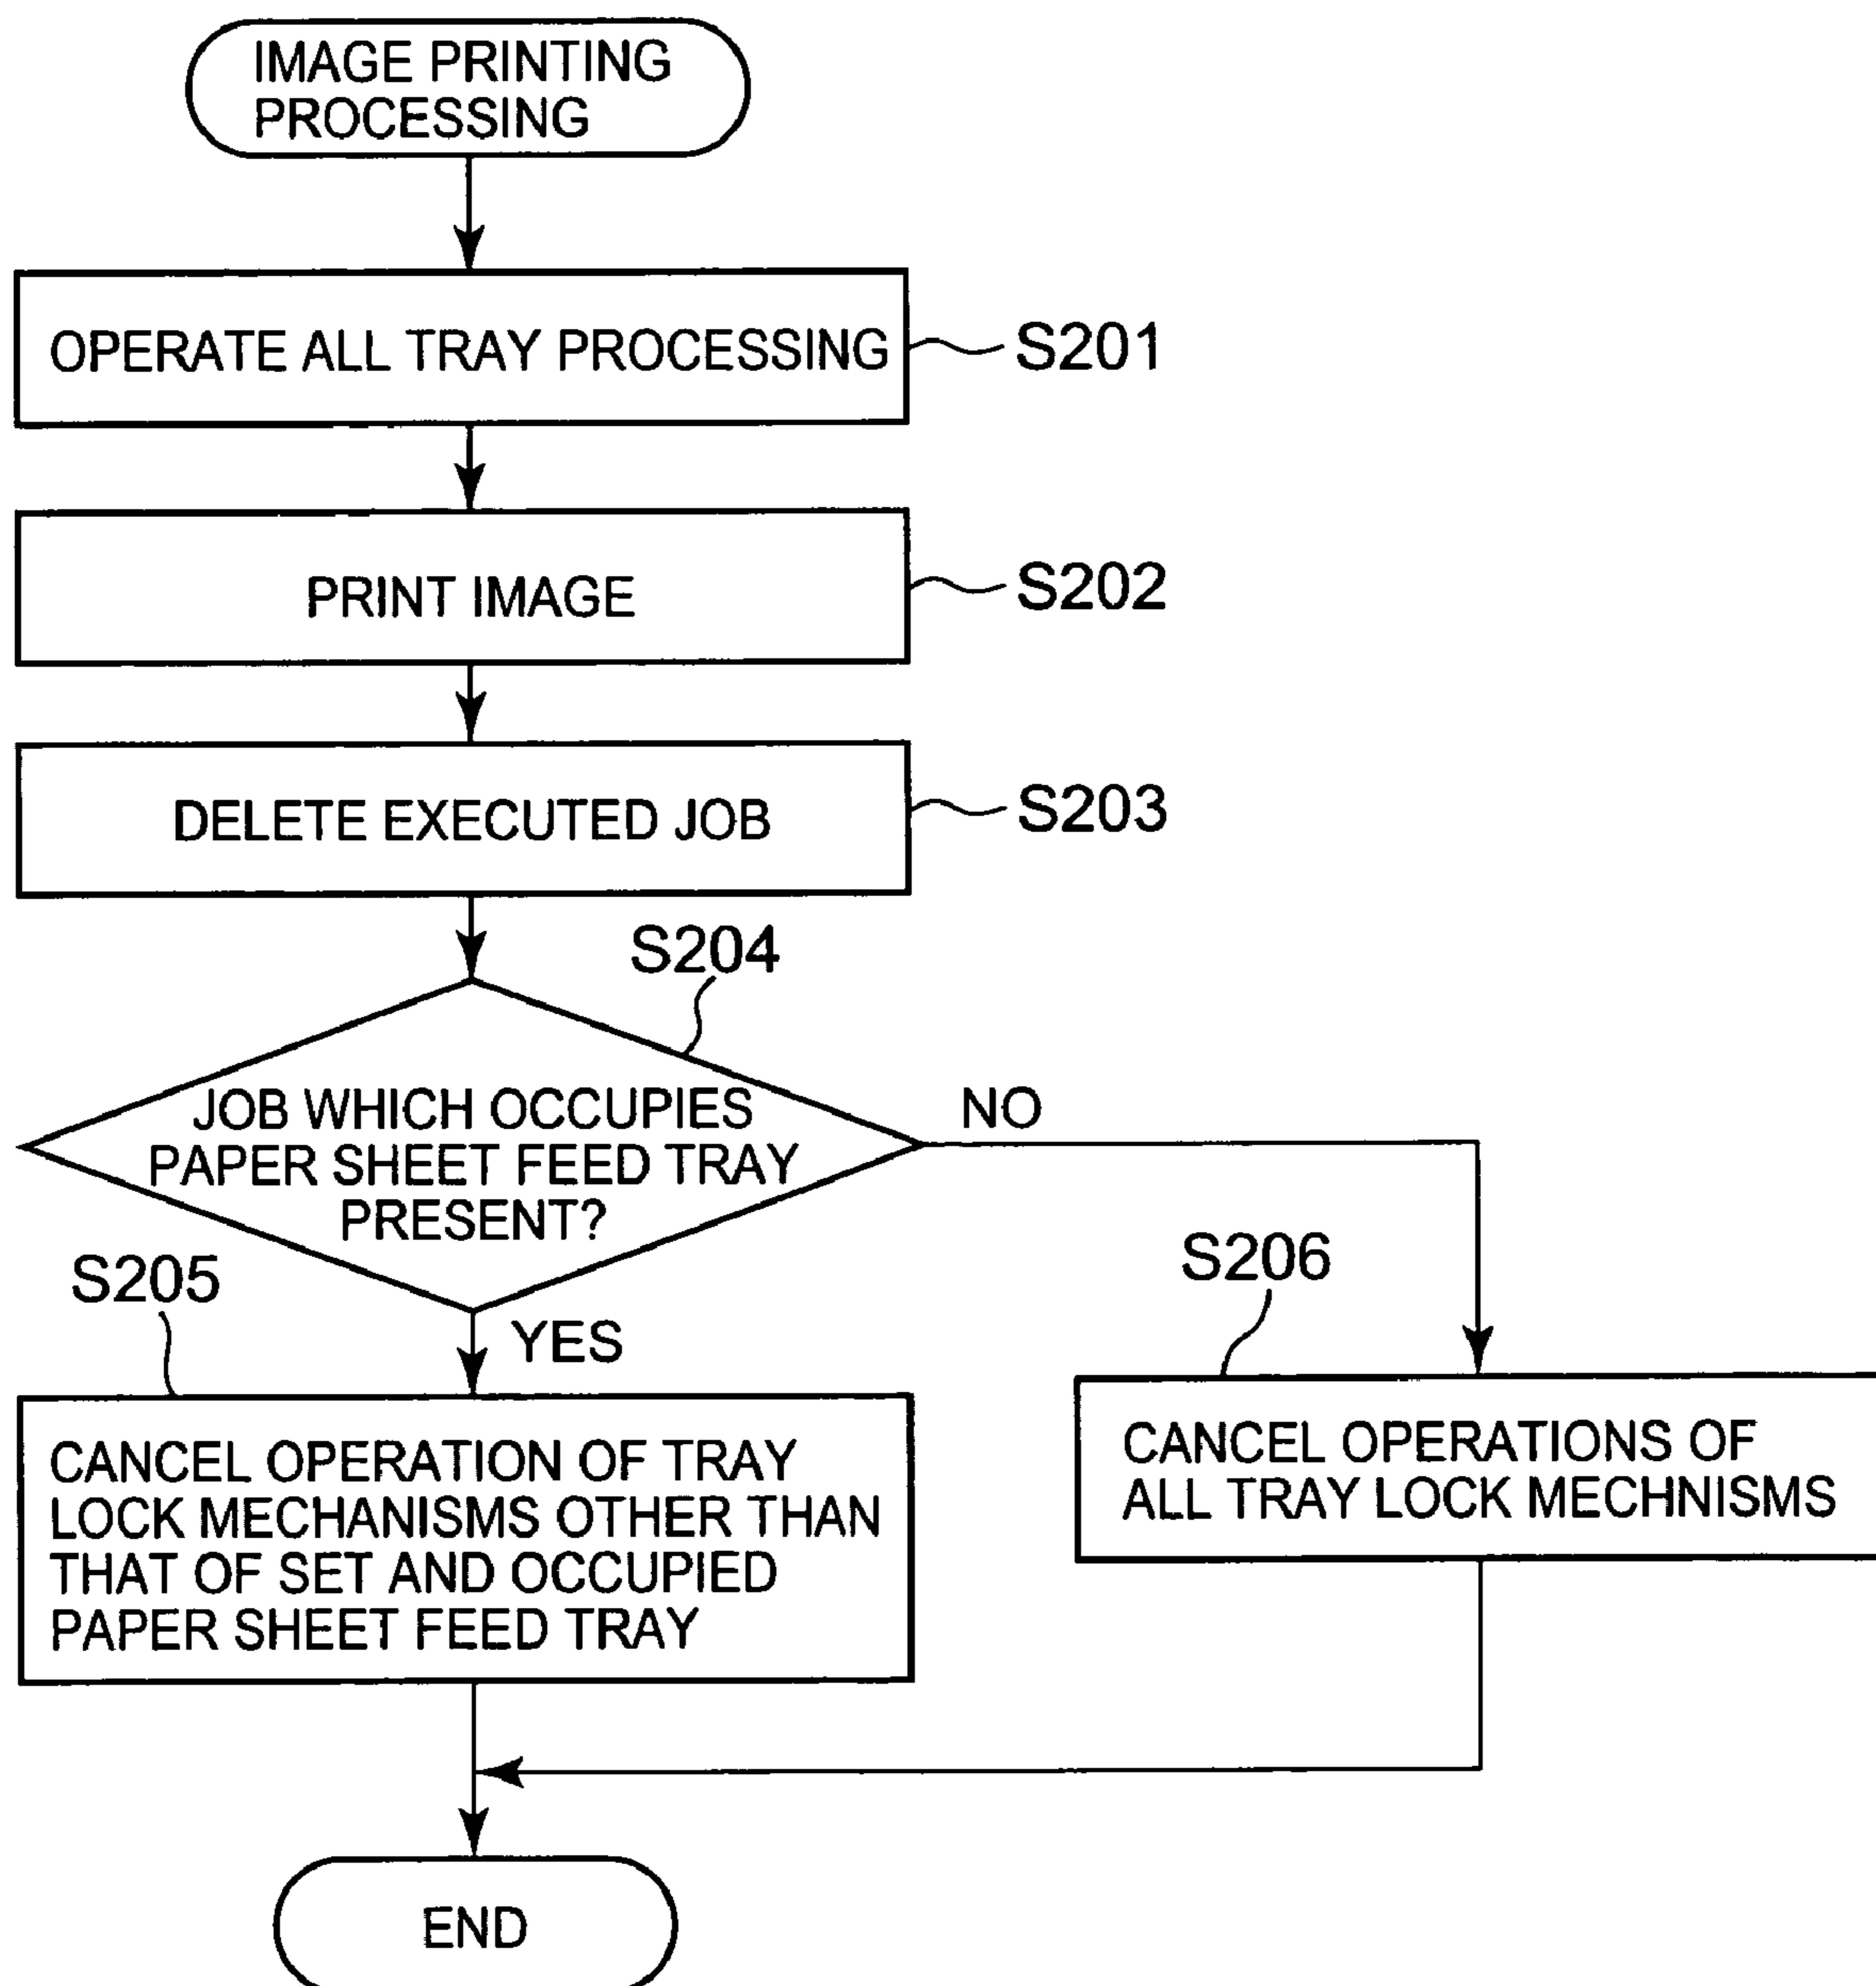 IMAGE PRINTING
PROCESSING
OPERATE ALL TRAY PROCESSING
S201
PRINT IMAGE
S202
DELETE EXECUTED JOB
S203
S204
JOB WHICH OCCUPIES
PAPER SHEET FEED TRAY
PRESENT?
NO
YES
S205
CANCEL OPERATION OF TRAY
LOCK MECHANISMS OTHER THAN
THAT OF SET AND OCCUPIED
PAPER SHEET FEED TRAY
S206
CANCEL OPERATIONS OF
ALL TRAY LOCK MECHNISMS
END